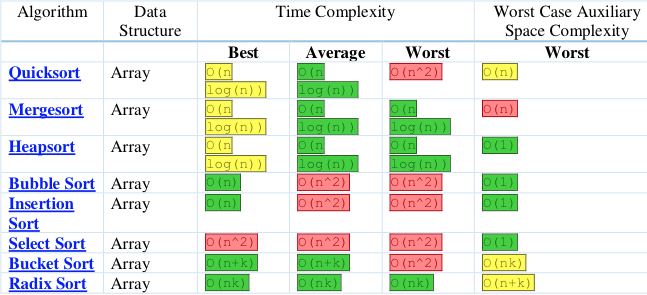 Algorithm Data Time Complexity Worst Case Auxiliary
Structure Space Complexity
Best Average Worst Worst
Quicksort Array O(n O(n O(n^2) O(n)
log(n)) log(n))
Mergesort Array O(n O(n O(n O(n)
log(n)) log(n)) log(n))
Heapsort Array O(n O(n O(n O(1)
log(n)) log(n)) log(n))
Bubble Sort Array O(n) O(n^2) O(n^2) O(1)
Insertion Array O(n) O(n^2) O(n^2) O(1)
Sort
Select Sort Array O(n^2) O(n^2) O(n^2) O(1)
Bucket Sort Array O(n+k) O(n+k) O(n^2) O(nk)
Radix Sort Array O(nk) O(nk) O(nk) O(n+k)